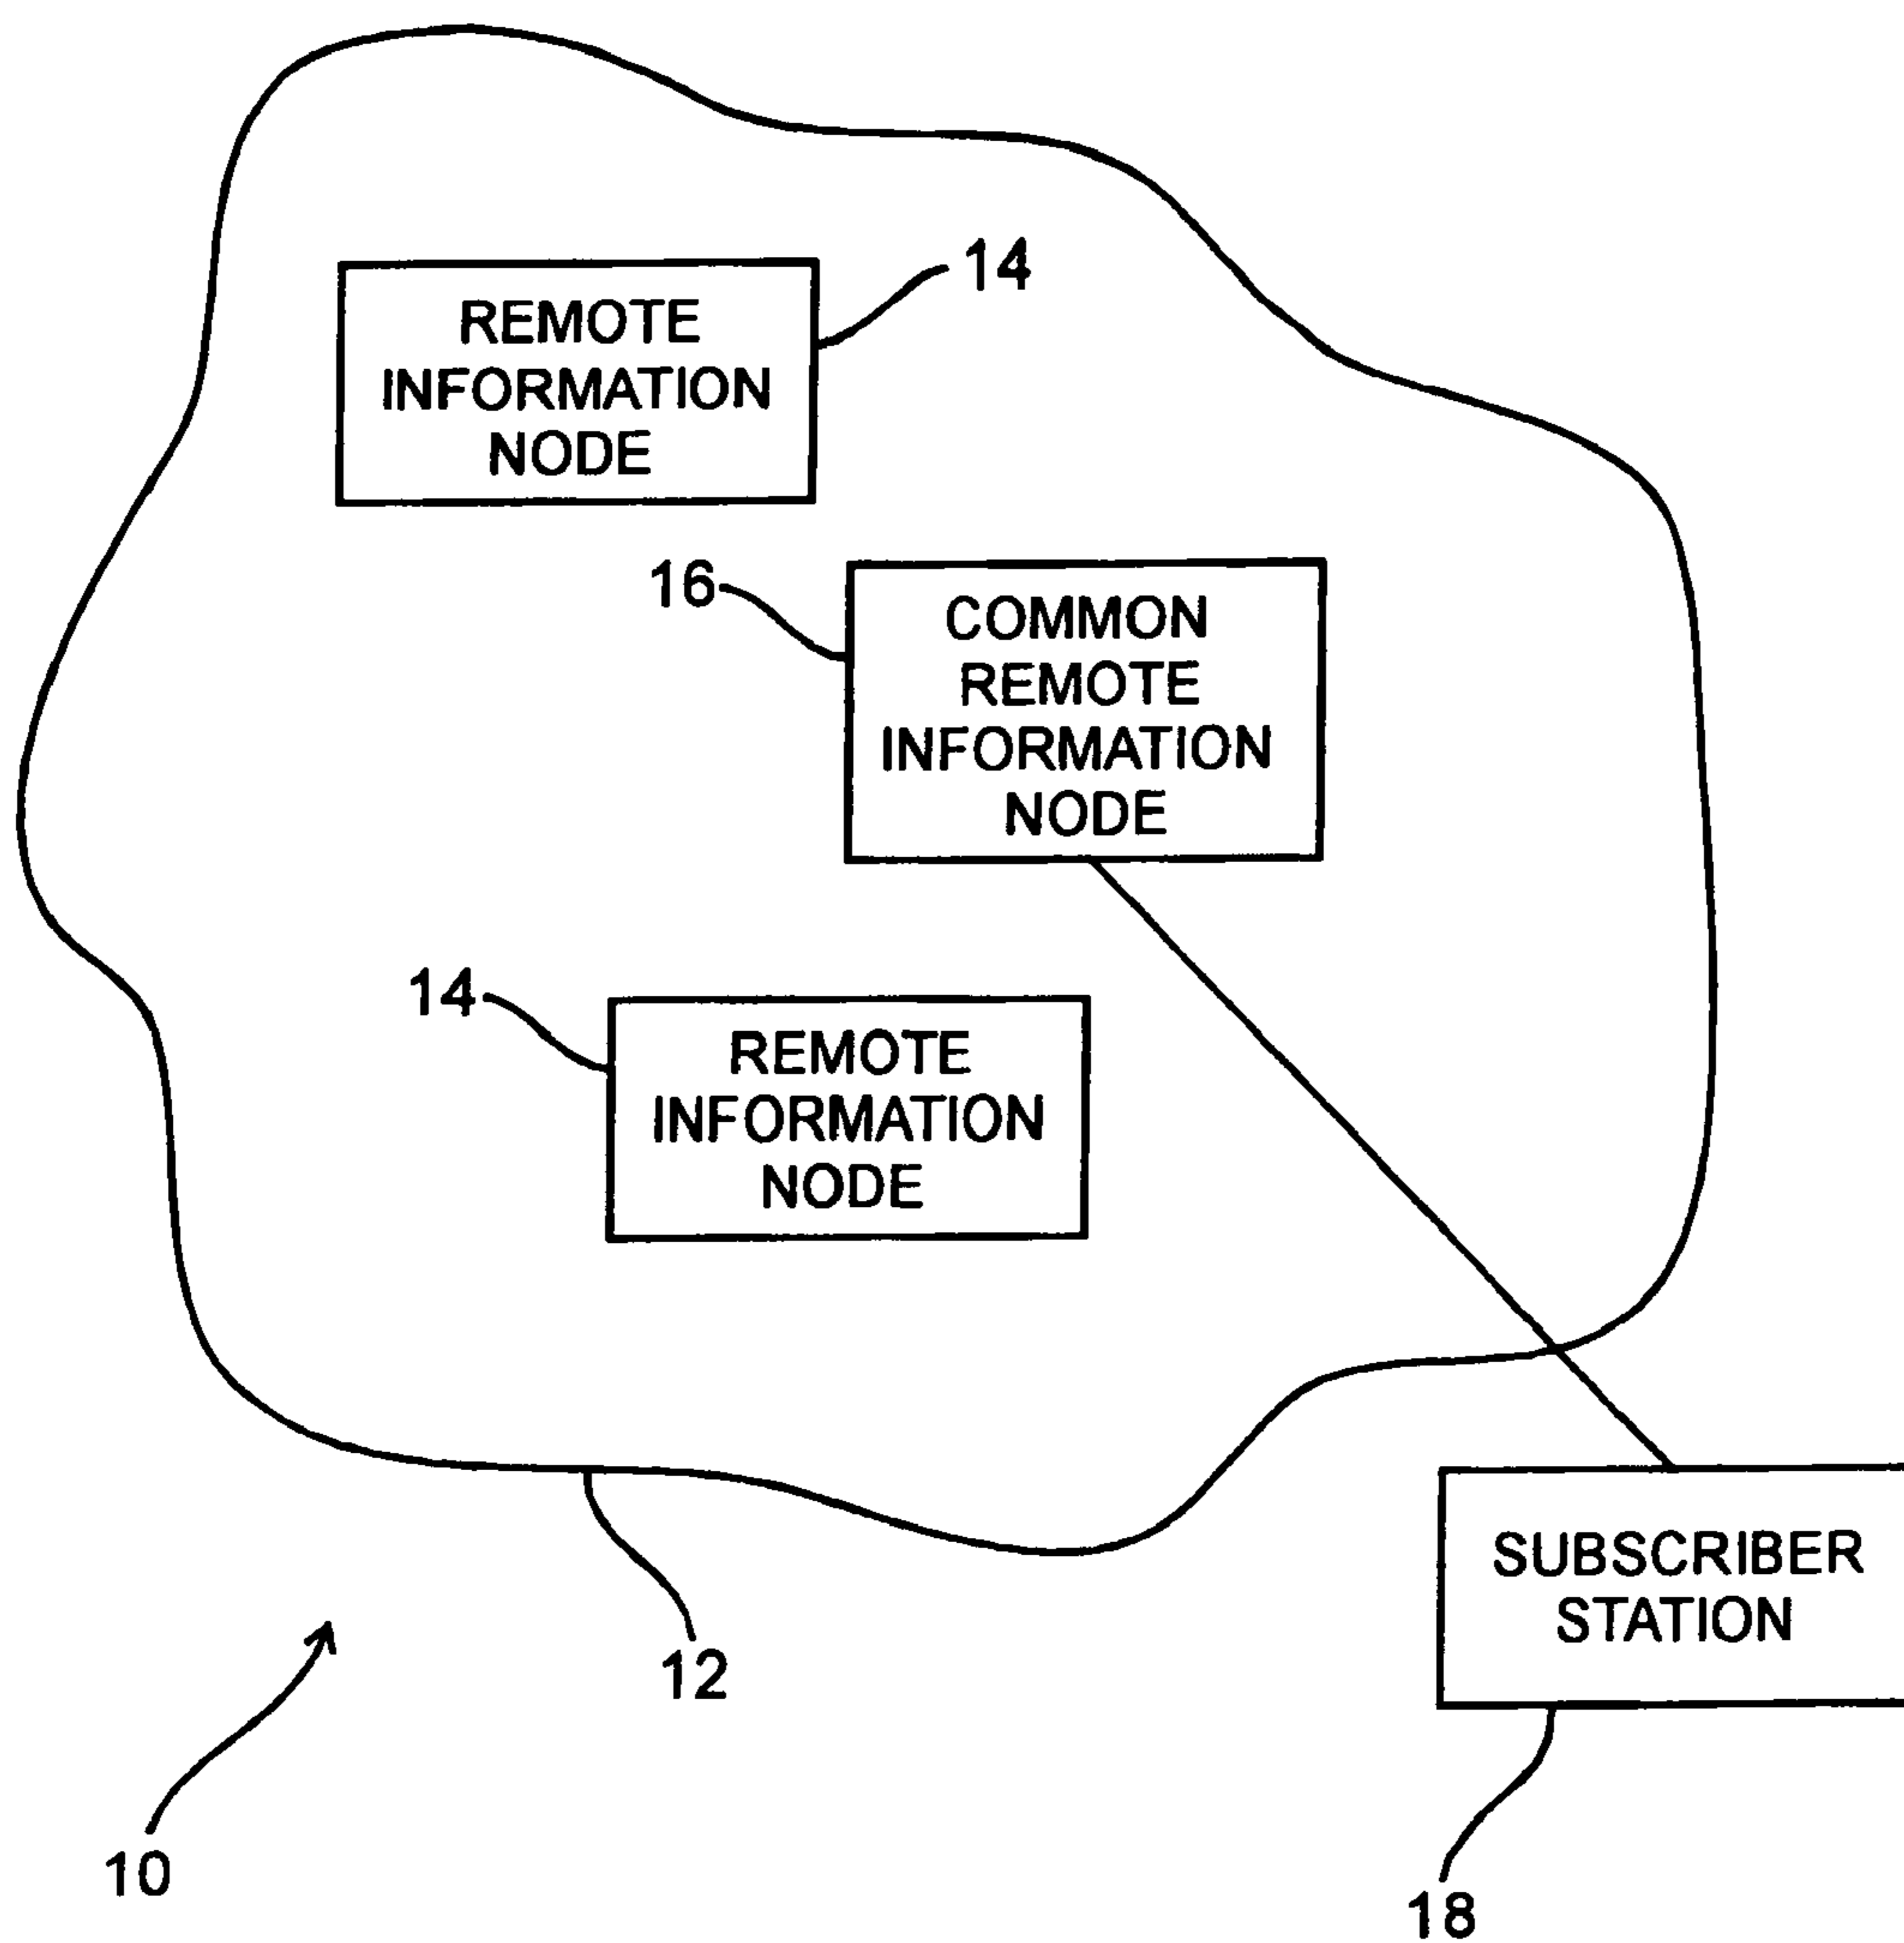 14
REMOTE
INFORMATION
NODE
16
COMMON
REMOTE
INFORMATION
NODE
14
REMOTE
INFORMATION
NODE
SUBSCRIBER
STATION
12
10
18